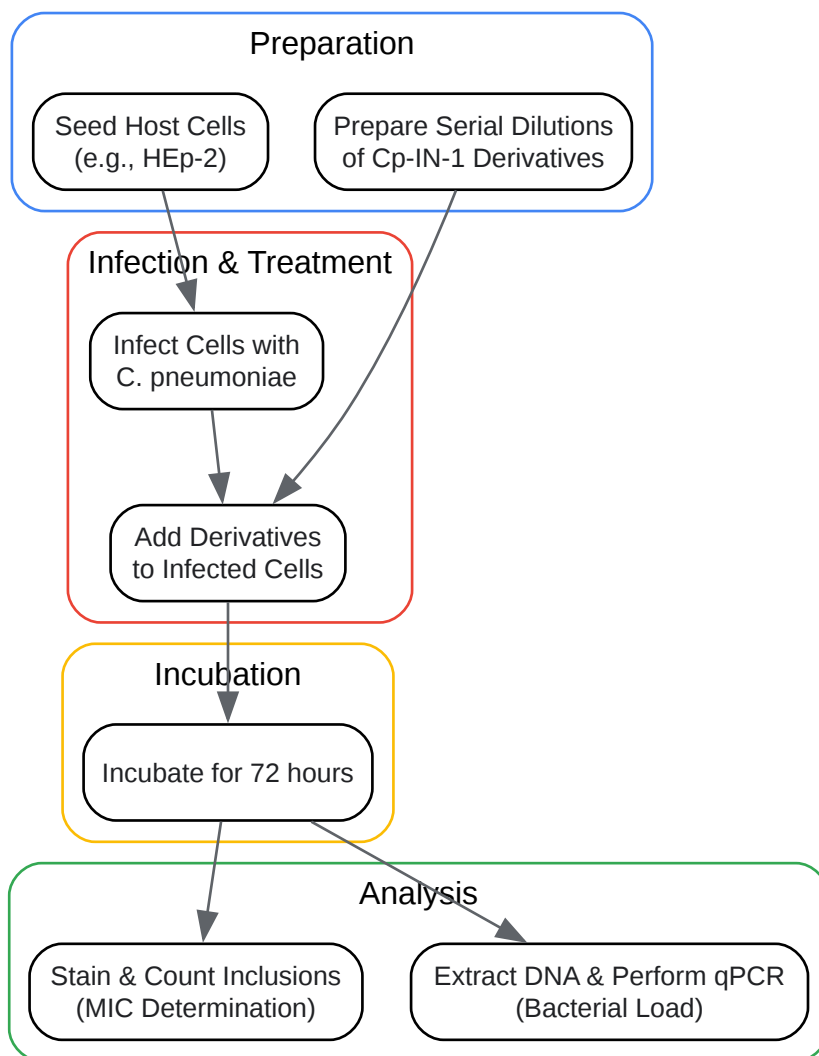 Preparation
Seed Host Cells
(e.g., HEp-2)
Prepare Serial Dilutions
of Cp-IN-1 Derivatives
Infection & Treatment
Infect Cells with
C. pneumoniae
Add Derivatives
to Infected Cells
Incubation
Incubate for 72 hours
Analysis
Stain & Count Inclusions
(MIC Determination)
Extract DNA & Perform qPCR
(Bacterial Load)